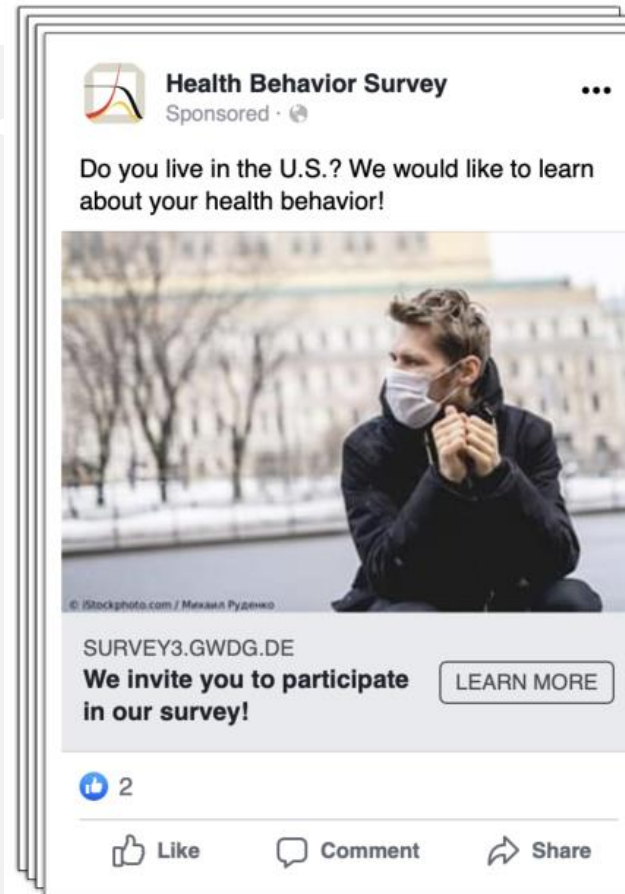 Health Behavior Survey
Sponsored ·
Do you live in the U.S.? We would like to learn
about your health behavior!
© iStockphoto.com / Михаил Руденко
SURVEY3.GWDG.DE
We invite you to participate
in our survey!
LEARN MORE
2
Like
Comment
Share